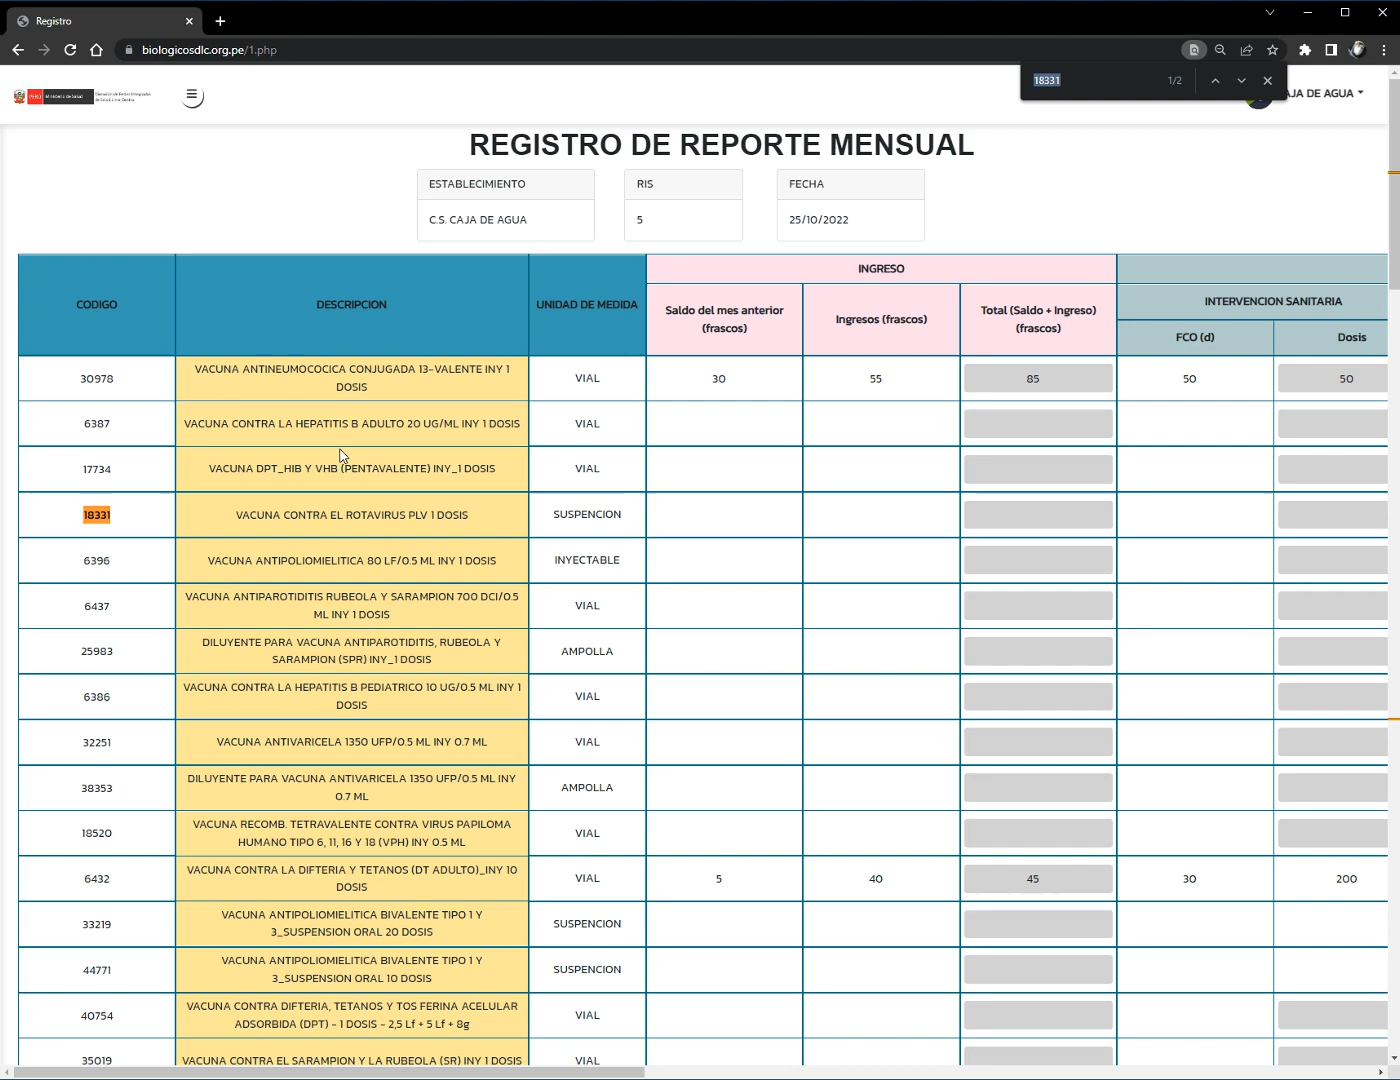 Registro
biologicosdlc.org.pe/1.php
18331 1/2
PERÚ Ministerio de Salud
AJA DE AGUA
REGISTRO DE REPORTE MENSUAL
ESTABLECIMIENTO RIS FECHA
C.S. CAJA DE AGUA 5 25/10/2022
INGRESO
CODIGO DESCRIPCION UNIDAD DE MEDIDA Saldo del mes anterior (frascos) Ingresos (frascos) Total (Saldo + Ingreso) (frascos) INTERVENCION SANITARIA
FCO (d) Dosis
30978 VACUNA ANTINEUMOCOCICA CONJUGADA 13-VALENTE INY 1 DOSIS VIAL 30 55 85 50 50
6387 VACUNA CONTRA LA HEPATITIS B ADULTO 20 UG/ML INY 1 DOSIS VIAL
17734 VACUNA DPT_HIB Y VHB (PENTAVALENTE) INY_1 DOSIS VIAL
18331 VACUNA CONTRA EL ROTAVIRUS PLV 1 DOSIS SUSPENCION
6396 VACUNA ANTIPOLIOMIELITICA 80 LF/0.5 ML INY 1 DOSIS INYECTABLE
6437 VACUNA ANTIPAROTIDITIS RUBEOLA Y SARAMPION 700 DCI/0.5 ML INY 1 DOSIS VIAL
25983 DILUYENTE PARA VACUNA ANTIPAROTIDITIS, RUBEOLA Y SARAMPION (SPR) INY_1 DOSIS AMPOLLA
6386 VACUNA CONTRA LA HEPATITIS B PEDIATRICO 10 UG/0.5 ML INY 1 DOSIS VIAL
32251 VACUNA ANTIVARICELA 1350 UFP/0.5 ML INY 0.7 ML VIAL
38353 DILUYENTE PARA VACUNA ANTIVARICELA 1350 UFP/0.5 ML INY 0.7 ML AMPOLLA
18520 VACUNA RECOMB. TETRAVALENTE CONTRA VIRUS PAPILOMA HUMANO TIPO 6, 11, 16 Y 18 (VPH) INY 0.5 ML VIAL
6432 VACUNA CONTRA LA DIFTERIA Y TETANOS (DT ADULTO)_INY 10 DOSIS VIAL 5 40 45 30 200
33219 VACUNA ANTIPOLIOMIELITICA BIVALENTE TIPO 1 Y 3_SUSPENSION ORAL 20 DOSIS SUSPENCION
44771 VACUNA ANTIPOLIOMIELITICA BIVALENTE TIPO 1 Y 3_SUSPENSION ORAL 10 DOSIS SUSPENCION
40754 VACUNA CONTRA DIFTERIA, TETANOS Y TOS FERINA ACELULAR ADSORBIDA (DPT) - 1 DOSIS - 2,5 Lf + 5 Lf + 8g VIAL
35019 VACUNA CONTRA EL SARAMPION Y LA RUBEOLA (SR) INY 1 DOSIS VIAL